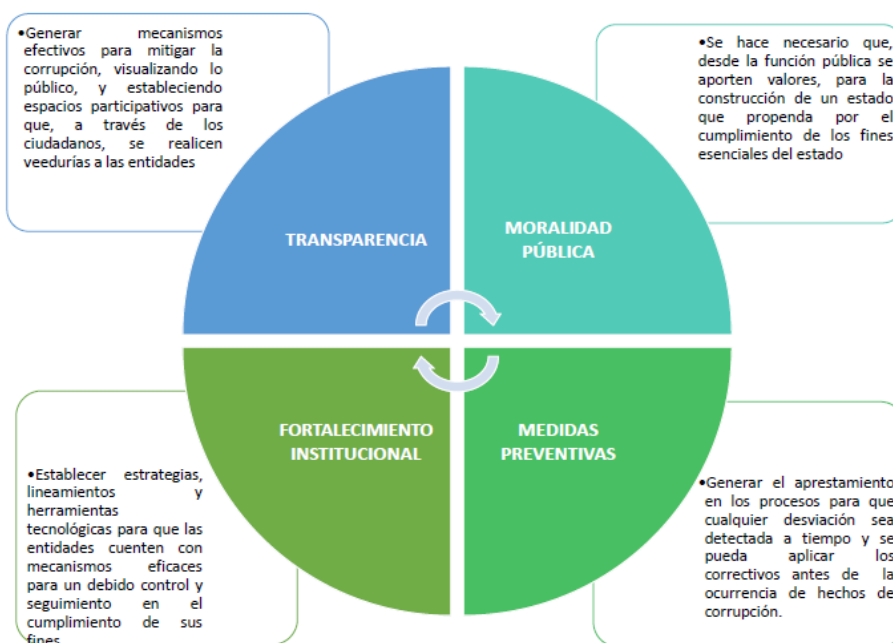 •Generar mecanismos
efectivos para mitigar la
corrupción, visualizando lo
público, y estableciendo
espacios participativos para
que, a través de los
ciudadanos, se realicen
veedurías a las entidades
•Se hace necesario que,
desde la función pública se
aporten valores, para la
construcción de un estado
que propenda por el
cumplimiento de los fines
esenciales del estado
TRANSPARENCIA
MORALIDAD
PÚBLICA
FORTALECIMIENTO
INSTITUCIONAL
MEDIDAS
PREVENTIVAS
•Establecer estrategias,
lineamientos y
herramientas
tecnológicas para que las
entidades cuenten con
mecanismos eficaces
para un debido control y
seguimiento en el
cumplimiento de sus
fines
•Generar el aprestamiento
en los procesos para que
cualquier desviación sea
detectada a tiempo y se
pueda aplicar los
correctivos antes de la
ocurrencia de hechos de
corrupción.